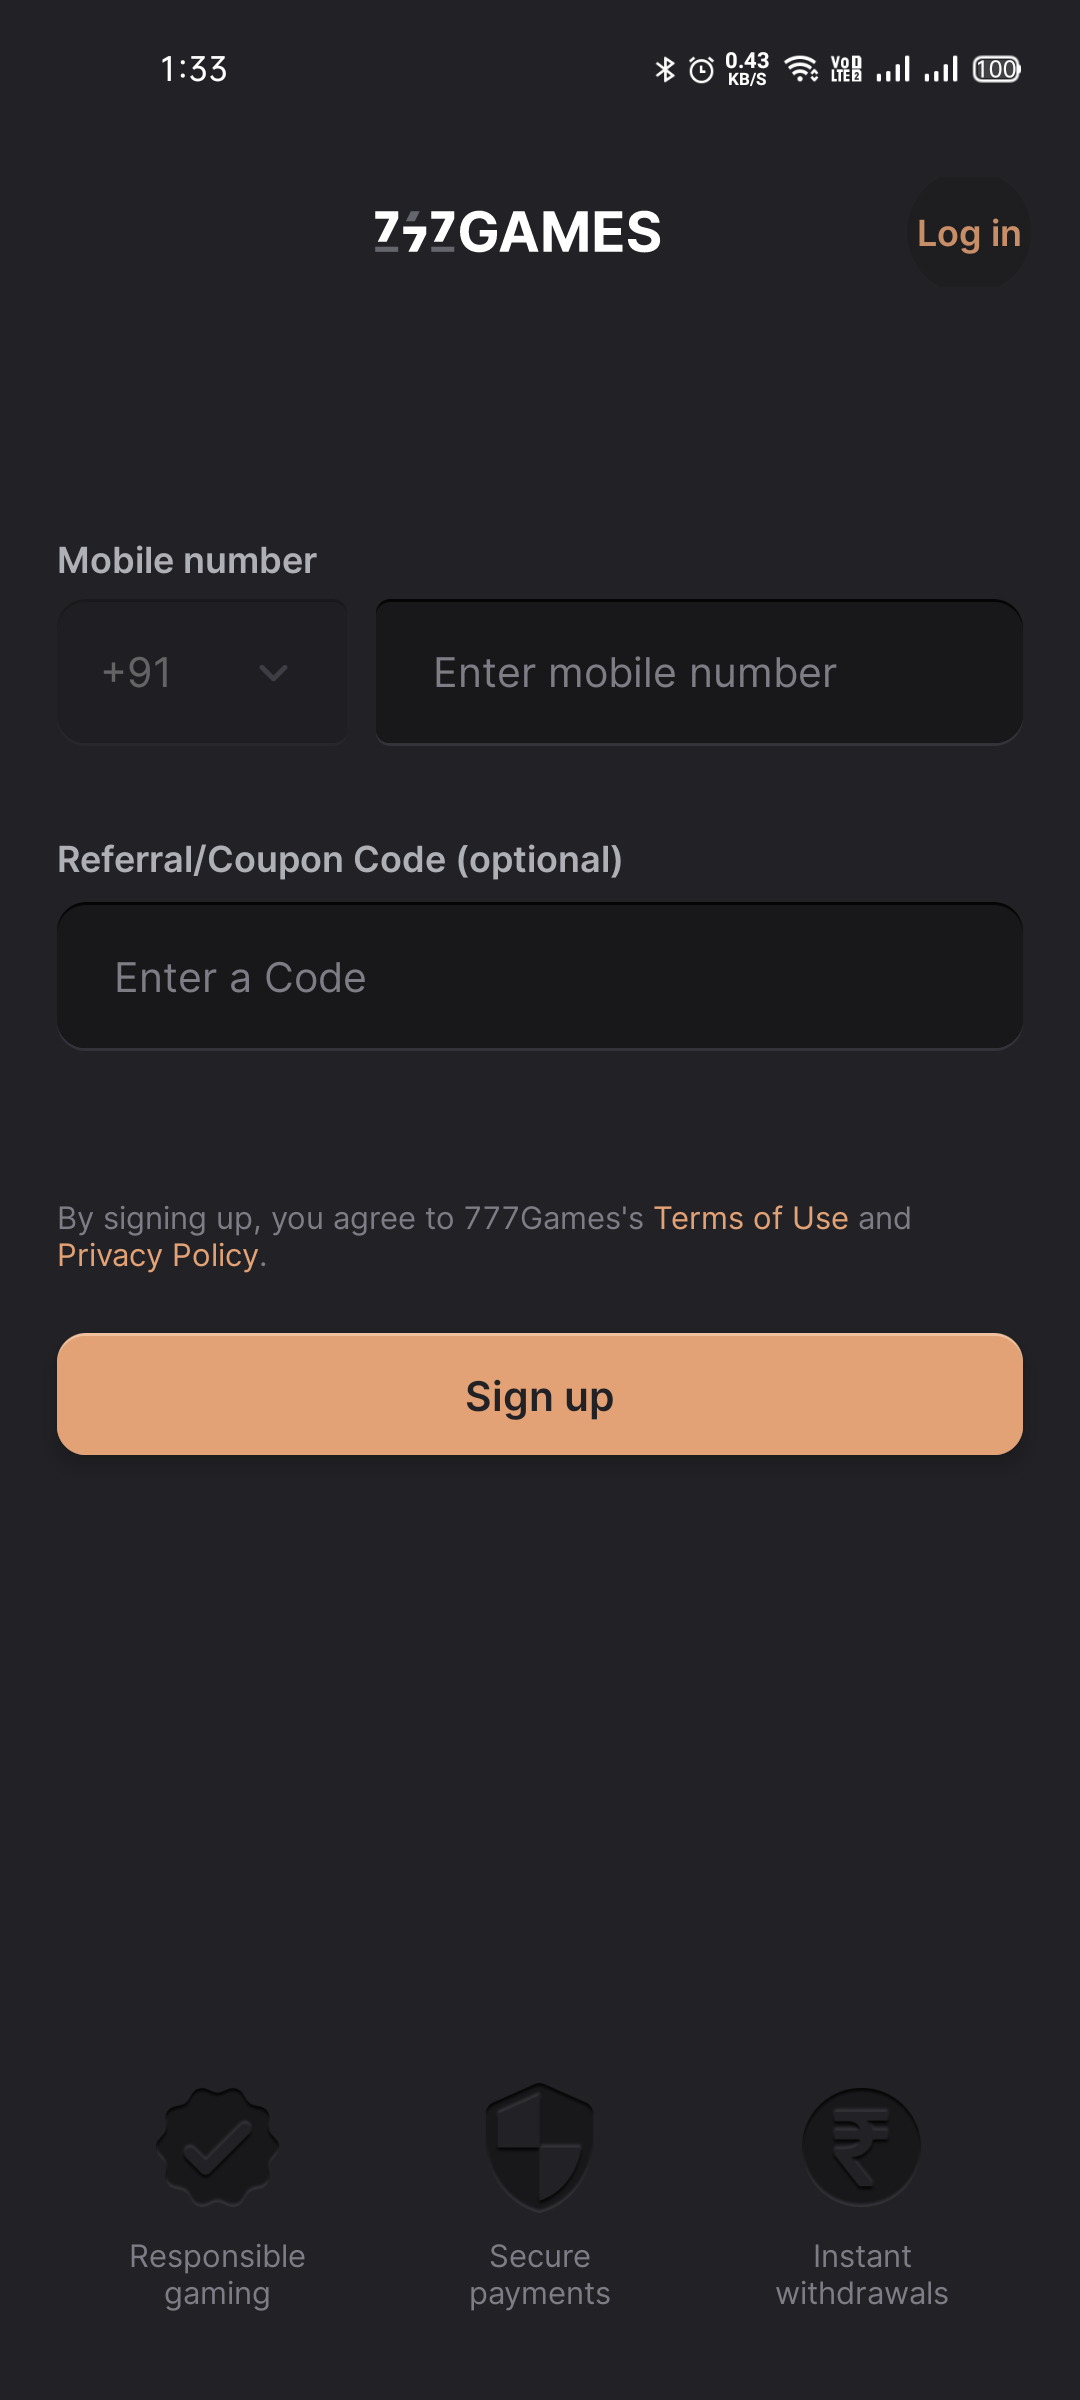 1:33
0.43
KB/S
Vo 1
LTE 2
100
777GAMES
Log in
Mobile number
+91
Enter mobile number
Referral/Coupon Code (optional)
Enter a Code
By signing up, you agree to 777Games's Terms of Use and
Privacy Policy.
Sign up
Responsible
gaming
Secure
payments
Instant
withdrawals